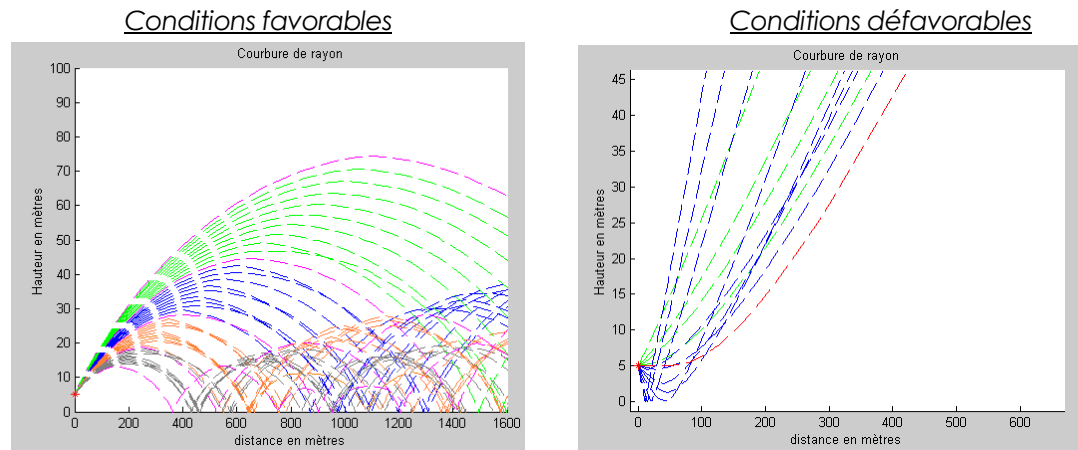 Conditions favorables
Courbure de rayon
100
90
80
70
60
50
40
30
20
10
0
Hauteur en mètres
0 200 400 600 800 1000 1200 1400 1600
distance en mètres
Conditions défavorables
Courbure de rayon
45
40
35
30
25
20
15
10
5
0
Hauteur en mètres
0 100 200 300 400 500 600
distance en mètres